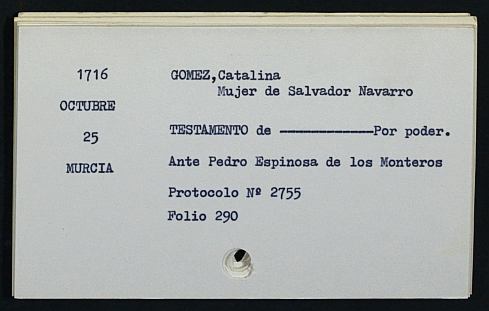 1716
OCTUBRE
25
MURCIA
GOMEZ,Catalina
Mujer de Salvador Navarro
TESTAMENTO de ------------Por poder.
Ante Pedro Espinosa de los Monteros
Protocolo Nº 2755
Folio 290